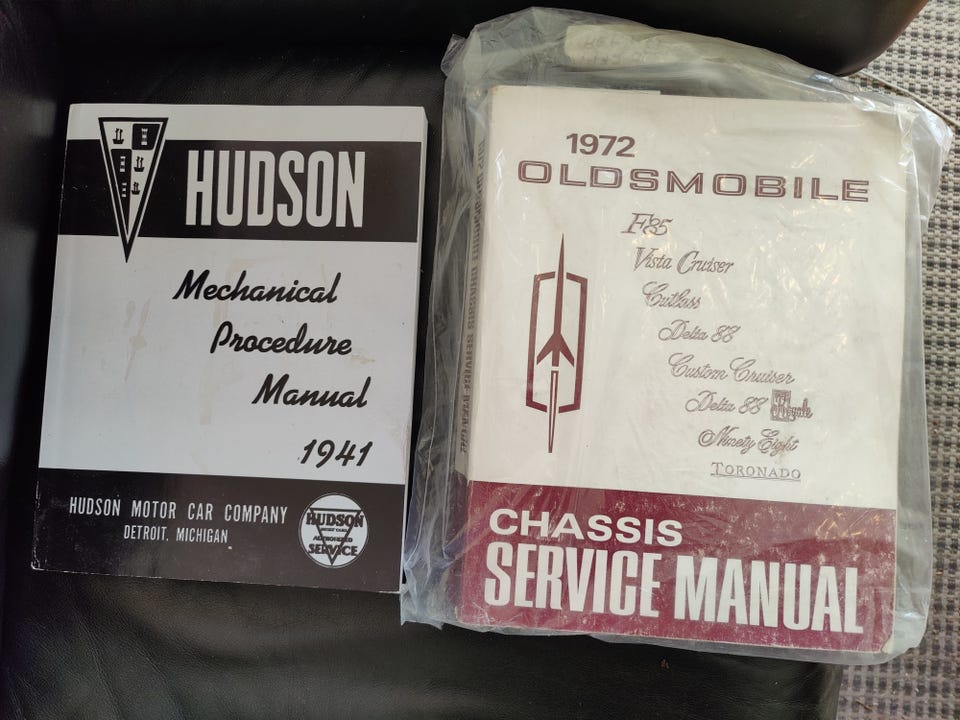 HUDSON
Mechanical
Procedure
Manual
1941
HUDSON MOTOR CAR COMPANY
DETROIT, MICHIGAN
HUDSON
AUTHORIZED
SERVICE
1972
OLDSMOBILE
F85
Vista Cruiser
Cutlass
Delta 88
Custom Cruiser
Delta 88 Royale
Ninety Eight
TORONADO
CHASSIS
SERVICE MANUAL